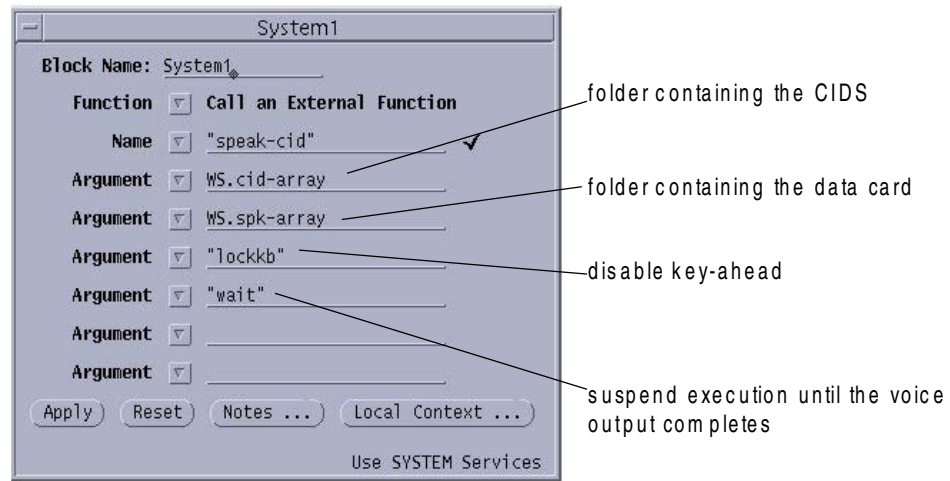 System1
Block Name: System1
Function Call an External Function
Name "speak-cid"
Argument WS.cid-array
Argument WS.spk-array
Argument "lockkb"
Argument "wait"
Argument
Argument
Apply Reset Notes ... Local Context ...
Use SYSTEM Services
folder containing the CIDS
folder containing the data card
disable key-ahead
suspend execution until the voice
output completes